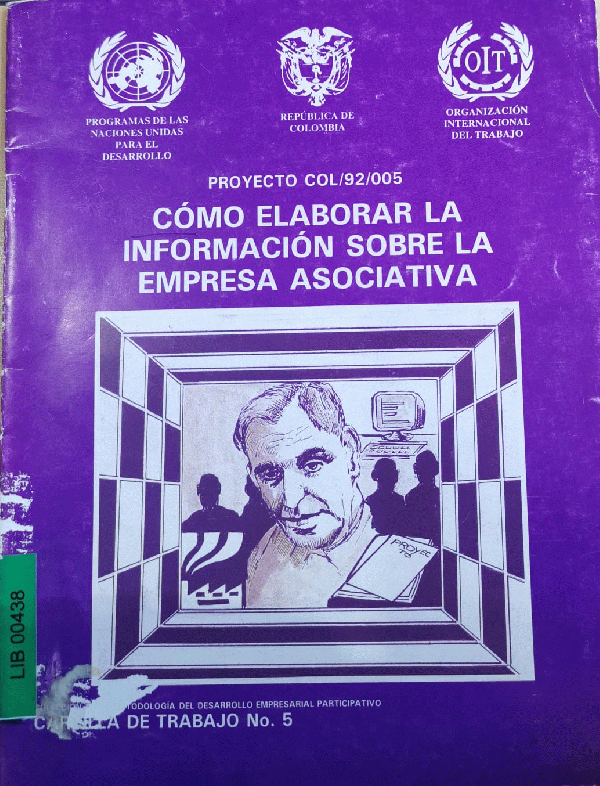 OIT
PROGRAMAS DE LAS
NACIONES UNIDAS
PARA EL
DESARROLLO
REPÚBLICA DE
COLOMBIA
ORGANIZACIÓN
INTERNACIONAL
DEL TRABAJO
PROYECTO COL/92/005
CÓMO ELABORAR LA
INFORMACIÓN SOBRE LA
EMPRESA ASOCIATIVA
PROYEC
TO
LIB 00438
DEL DESARROLLO EMPRESARIAL PARTICIPATIVO
DE TRABAJO No. 5